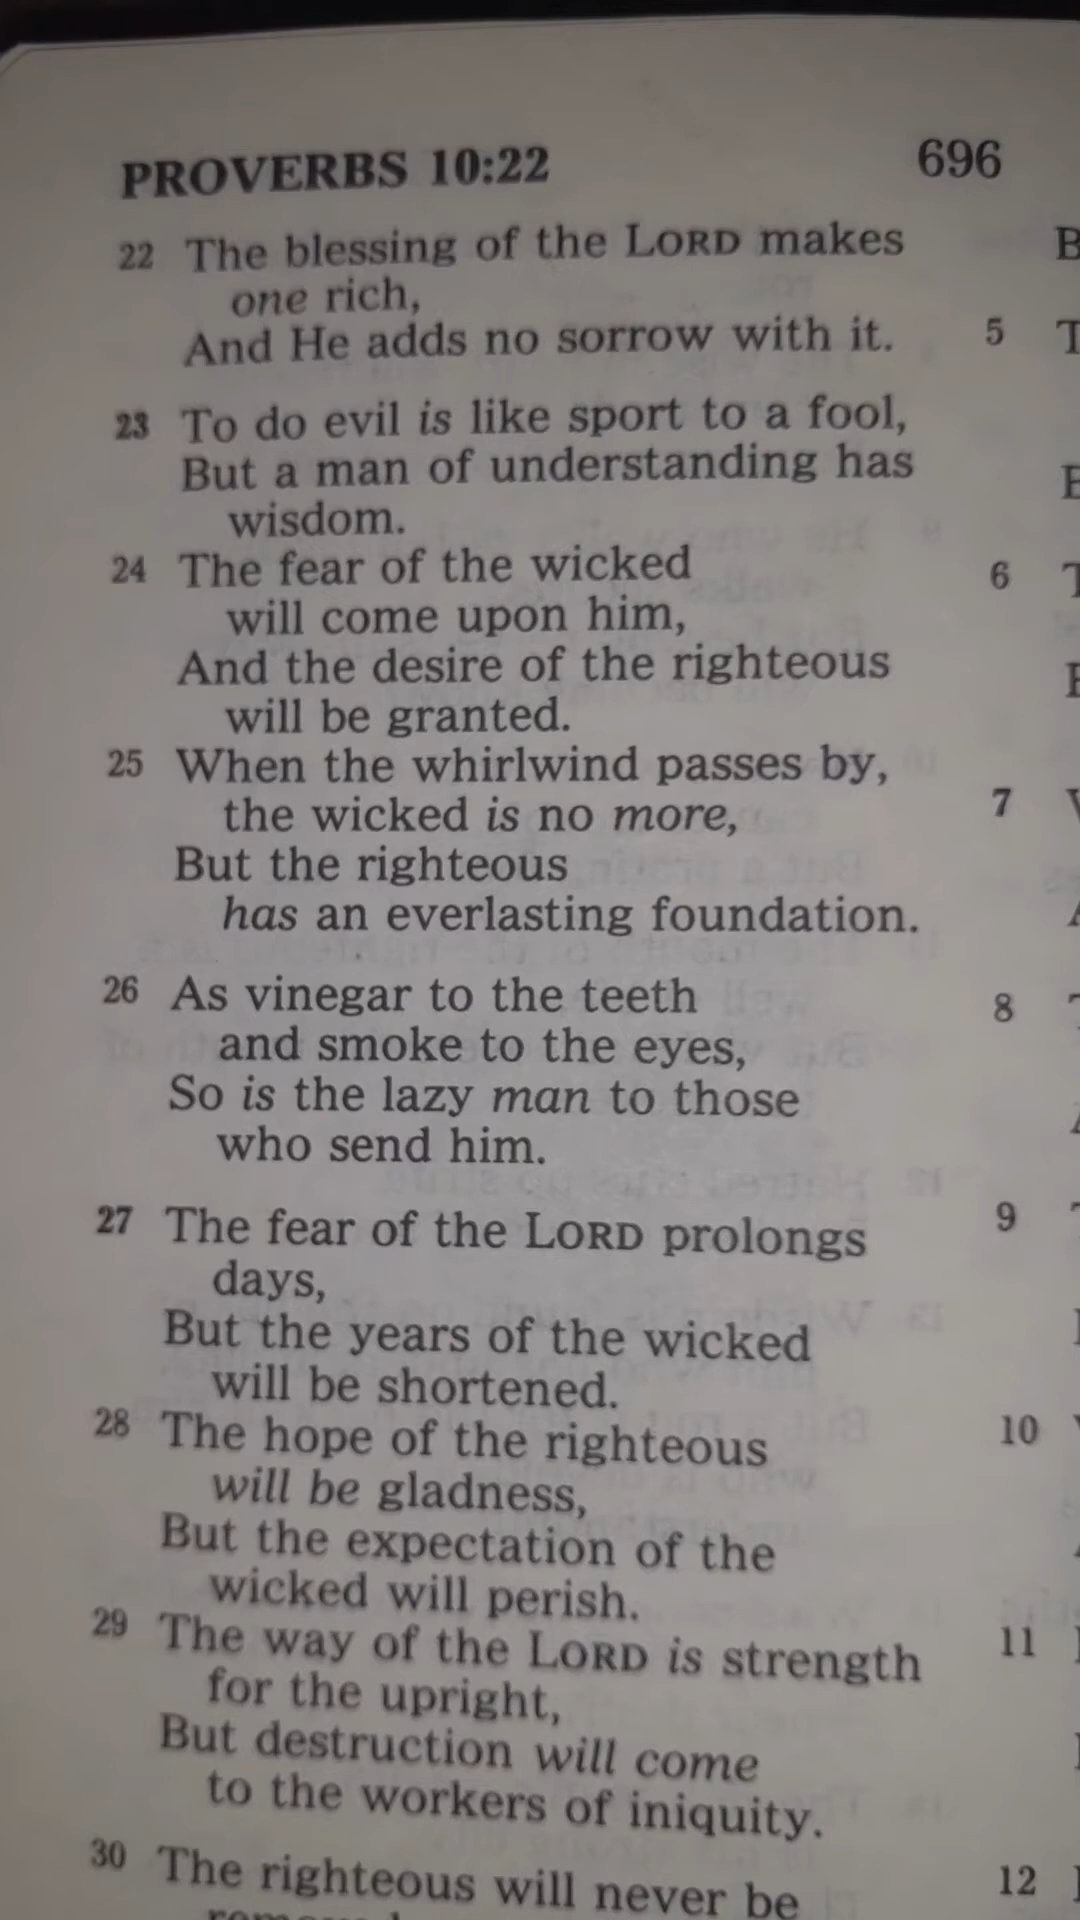 PROVERBS 10:22 696
22 The blessing of the LORD makes
one rich,
And He adds no sorrow with it.
23 To do evil is like sport to a fool,
But a man of understanding has
wisdom.
24 The fear of the wicked
will come upon him,
And the desire of the righteous
will be granted.
25 When the whirlwind passes by,
the wicked is no more,
But the righteous
has an everlasting foundation.
26 As vinegar to the teeth
and smoke to the eyes,
So is the lazy man to those
who send him.
27 The fear of the LORD prolongs
days,
But the years of the wicked
will be shortened.
28 The hope of the righteous
will be gladness,
But the expectation of the
wicked will perish.
29 The way of the LORD is strength
for the upright,
But destruction will come
to the workers of iniquity.
30 The righteous will never be
5
6
7
8
9
10
11
12